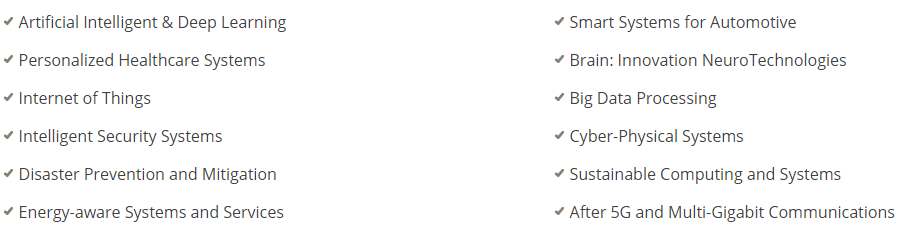 Artificial Intelligent & Deep Learning
Personalized Healthcare Systems
Internet of Things
Intelligent Security Systems
Disaster Prevention and Mitigation
Energy-aware Systems and Services
Smart Systems for Automotive
Brain: Innovation NeuroTechnologies
Big Data Processing
Cyber-Physical Systems
Sustainable Computing and Systems
After 5G and Multi-Gigabit Communications